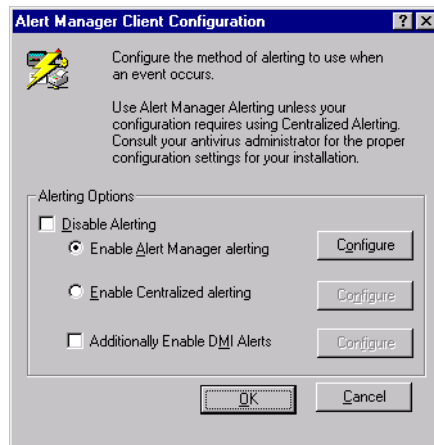 Alert Manager Client Configuration
Configure the method of alerting to use when
an event occurs.
Use Alert Manager Alerting unless your
configuration requires using Centralized Alerting.
Consult your antivirus administrator for the proper
configuration settings for your installation.
Alerting Options
Disable Alerting
Enable Alert Manager alerting
Configure
Enable Centralized alerting
Configure
Additionally Enable DMI Alerts
Configure
OK
Cancel